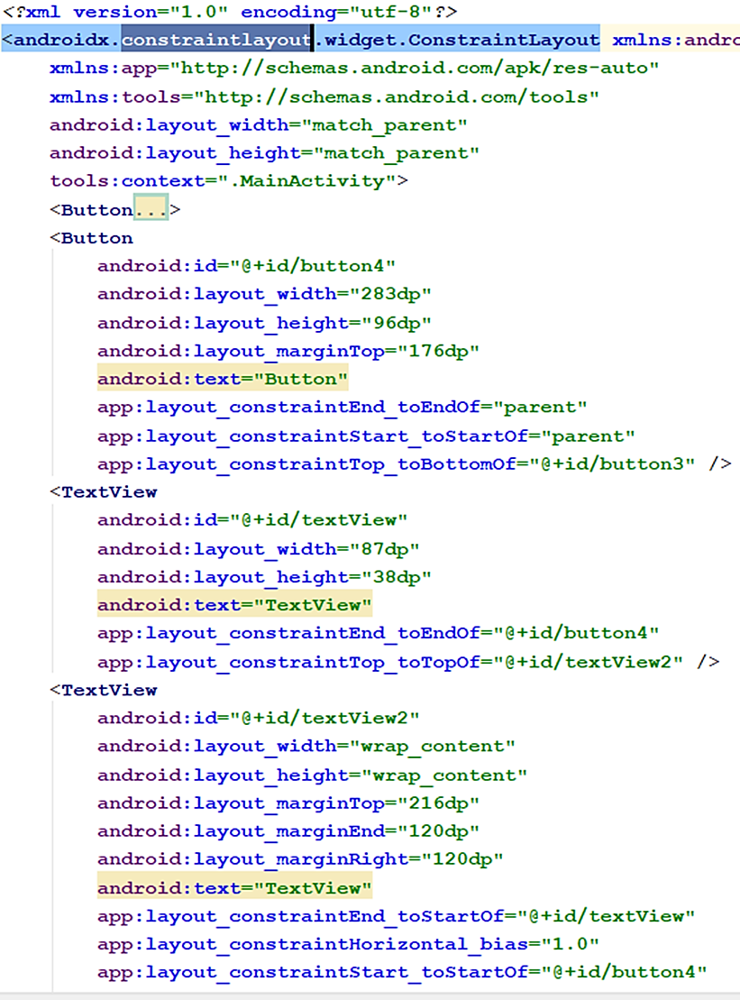 <?xml version="1.0" encoding="utf-8"?>
<androidx.constraintlayout.widget.ConstraintLayout xmlns:andro
xmlns:app="http://schemas.android.com/apk/res-auto"
xmlns:tools="http://schemas.android.com/tools"
android:layout_width="match_parent"
android:layout_height="match_parent"
tools:context=".MainActivity">
<Button...>
<Button
android:id="@+id/button4"
android:layout_width="283dp"
android:layout_height="96dp"
android:layout_marginTop="176dp"
android:text="Button"
app:layout_constraintEnd_toEndOf="parent"
app:layout_constraintStart_toStartOf="parent"
app:layout_constraintTop_toBottomOf="@+id/button3" />
<TextView
android:id="@+id/textView"
android:layout_width="87dp"
android:layout_height="38dp"
android:text="TextView"
app:layout_constraintEnd_toEndOf="@+id/button4"
app:layout_constraintTop_toTopOf="@+id/textView2" />
<TextView
android:id="@+id/textView2"
android:layout_width="wrap_content"
android:layout_height="wrap_content"
android:layout_marginTop="216dp"
android:layout_marginEnd="120dp"
android:layout_marginRight="120dp"
android:text="TextView"
app:layout_constraintEnd_toStartOf="@+id/textView"
app:layout_constraintHorizontal_bias="1.0"
app:layout_constraintStart_toStartOf="@+id/button4"